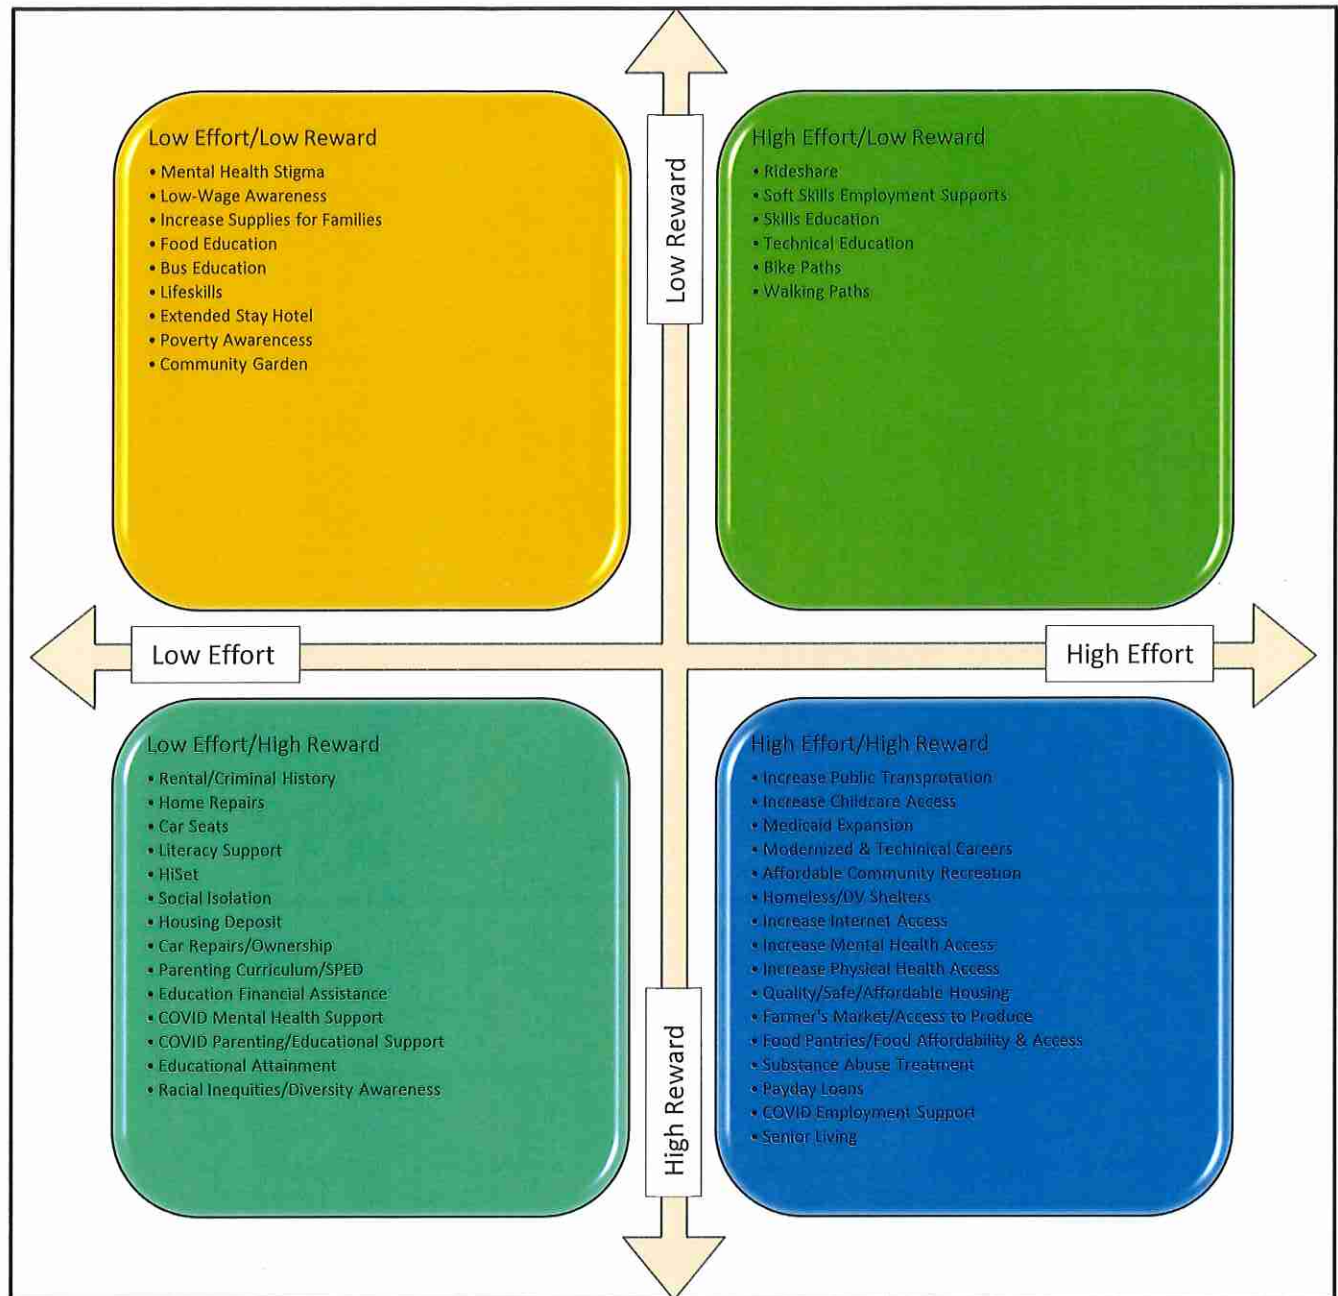 Low Effort/Low Reward
• Mental Health Stigma
• Low-Wage Awareness
• Increase Supplies for Families
• Food Education
• Bus Education
• Lifeskills
• Extended Stay Hotel
• Poverty Awarencess
• Community Garden
Low Reward
High Effort/Low Reward
• Rideshare
• Soft Skills Employment Supports
• Skills Education
• Technical Education
• Bike Paths
• Walking Paths
Low Effort
High Effort
Low Effort/High Reward
• Rental/Criminal History
• Home Repairs
• Car Seats
• Literacy Support
• HiSet
• Social Isolation
• Housing Deposit
• Car Repairs/Ownership
• Parenting Curriculum/SPED
• Education Financial Assistance
• COVID Mental Health Support
• COVID Parenting/Educational Support
• Educational Attainment
• Racial Inequities/Diversity Awareness
High Reward
High Effort/High Reward
• Increase Public Transprotation
• Increase Childcare Access
• Medicaid Expansion
• Modernized & Techinical Careers
• Affordable Community Recreation
• Homeless/DV Shelters
• Increase Internet Access
• Increase Mental Health Access
• Increase Physical Health Access
• Quality/Safe/Affordable Housing
• Farmer's Market/Access to Produce
• Food Pantries/Food Affordability & Access
• Substance Abuse Treatment
• Payday Loans
• COVID Employment Support
• Senior Living